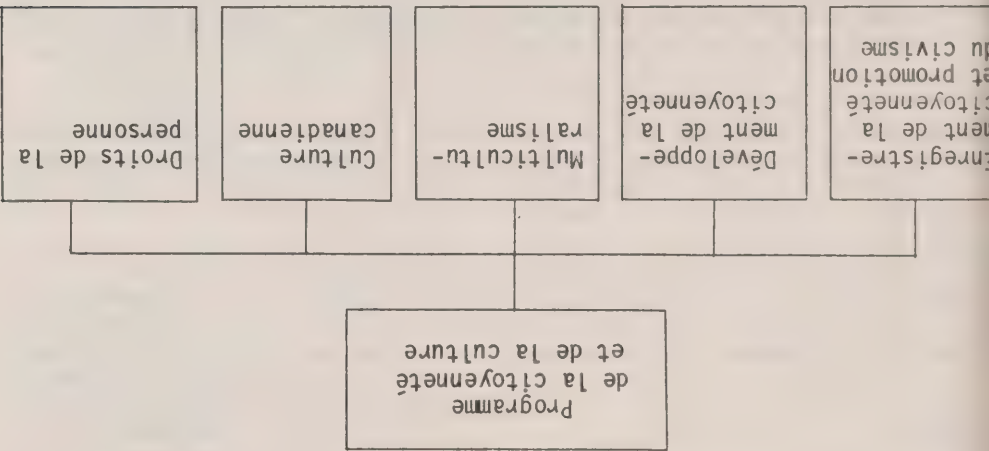 Programme
de la citoyenneté
et de la culture
Enregistre-
ment de la
citoyenneté
et promotion
du civisme
Développe-
ment de la
citoyenneté
Multicultu-
ralisme
Culture
canadienne
Droits de la
personne